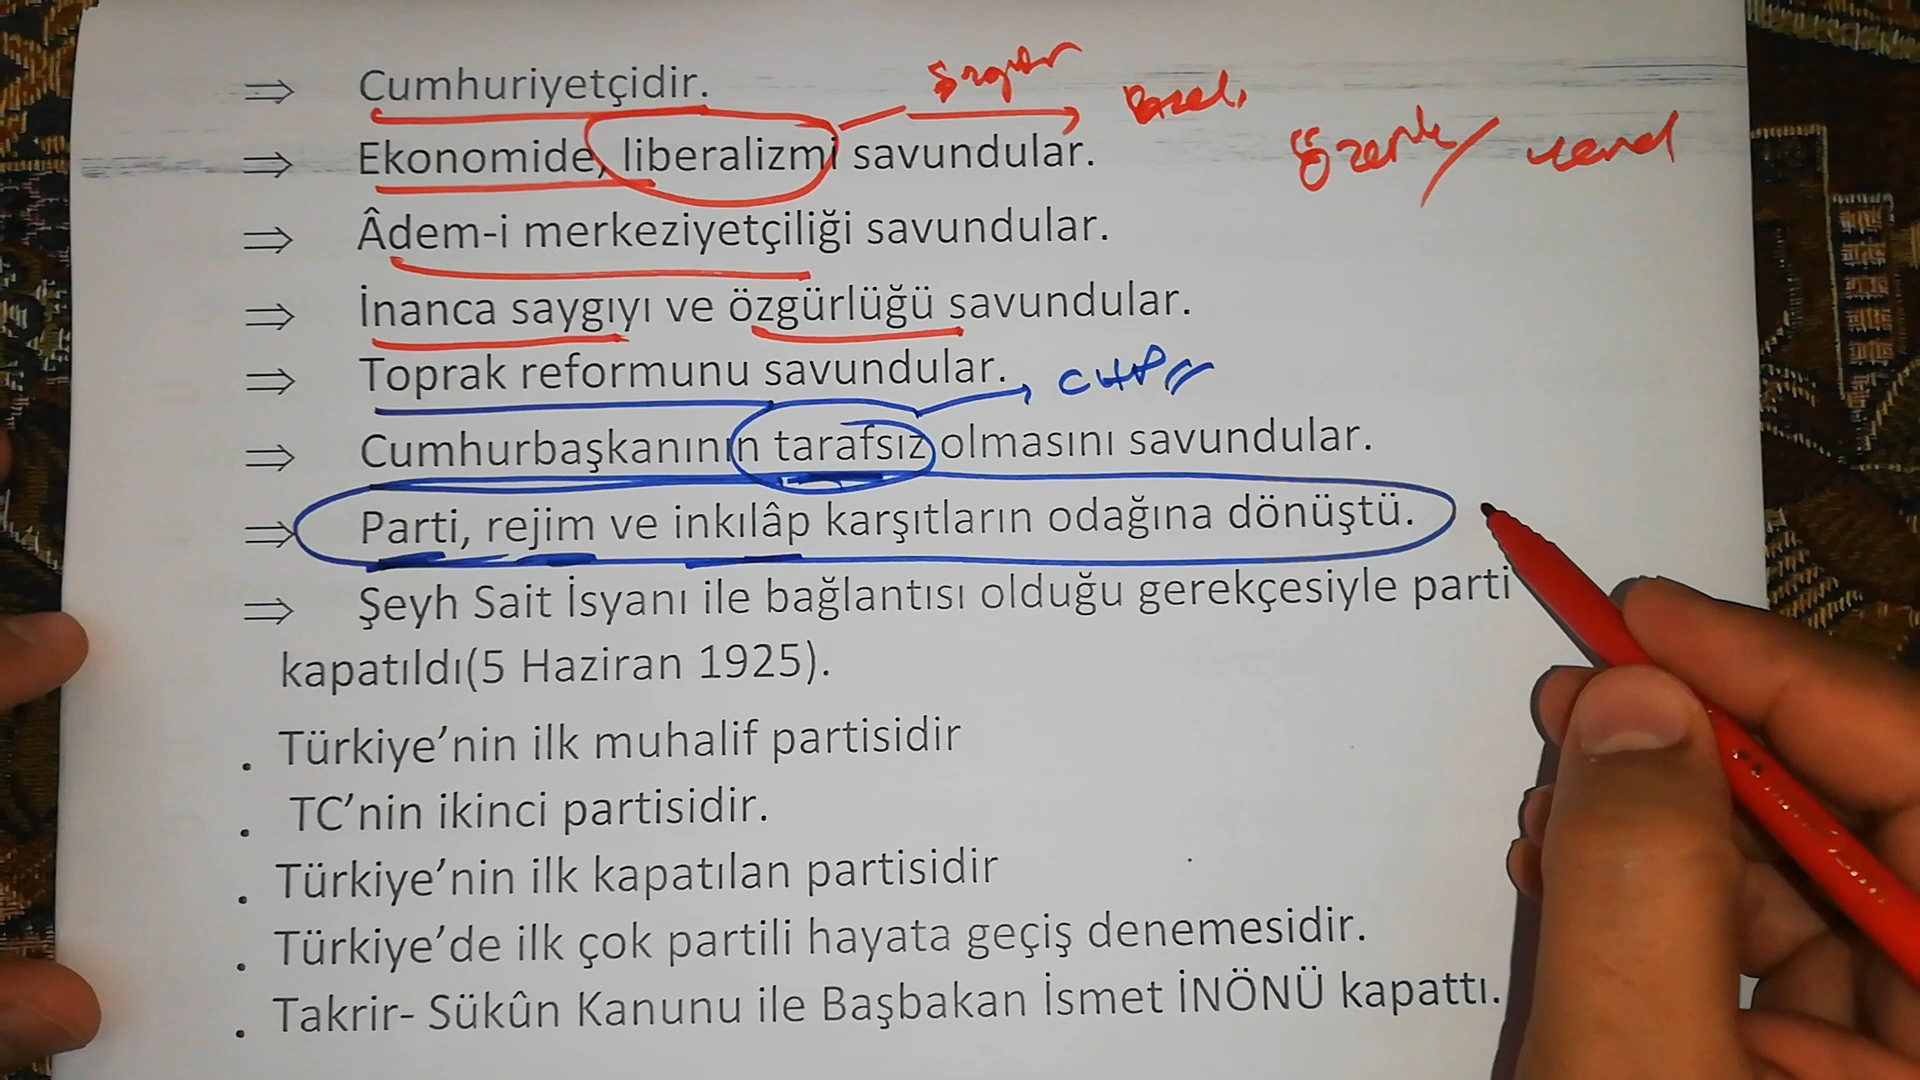 ⇒ Cumhuriyetçidir.
⇒ Ekonomide, liberalizmi savundular.
⇒ Âdem-i merkeziyetçiliği savundular.
⇒ İnanca saygıyı ve özgürlüğü savundular.
⇒ Toprak reformunu savundular.
CHP
⇒ Cumhurbaşkanının tarafsız olmasını savundular.
⇒ Parti, rejim ve inkılâp karşıtların odağına dönüştü.
⇒ Şeyh Sait İsyanı ile bağlantısı olduğu gerekçesiyle parti
kapatıldı(5 Haziran 1925).
. Türkiye’nin ilk muhalif partisidir
. TC’nin ikinci partisidir.
. Türkiye’nin ilk kapatılan partisidir
. Türkiye’de ilk çok partili hayata geçiş denemesidir.
. Takrir- Sükûn Kanunu ile Başbakan İsmet İNÖNÜ kapattı.